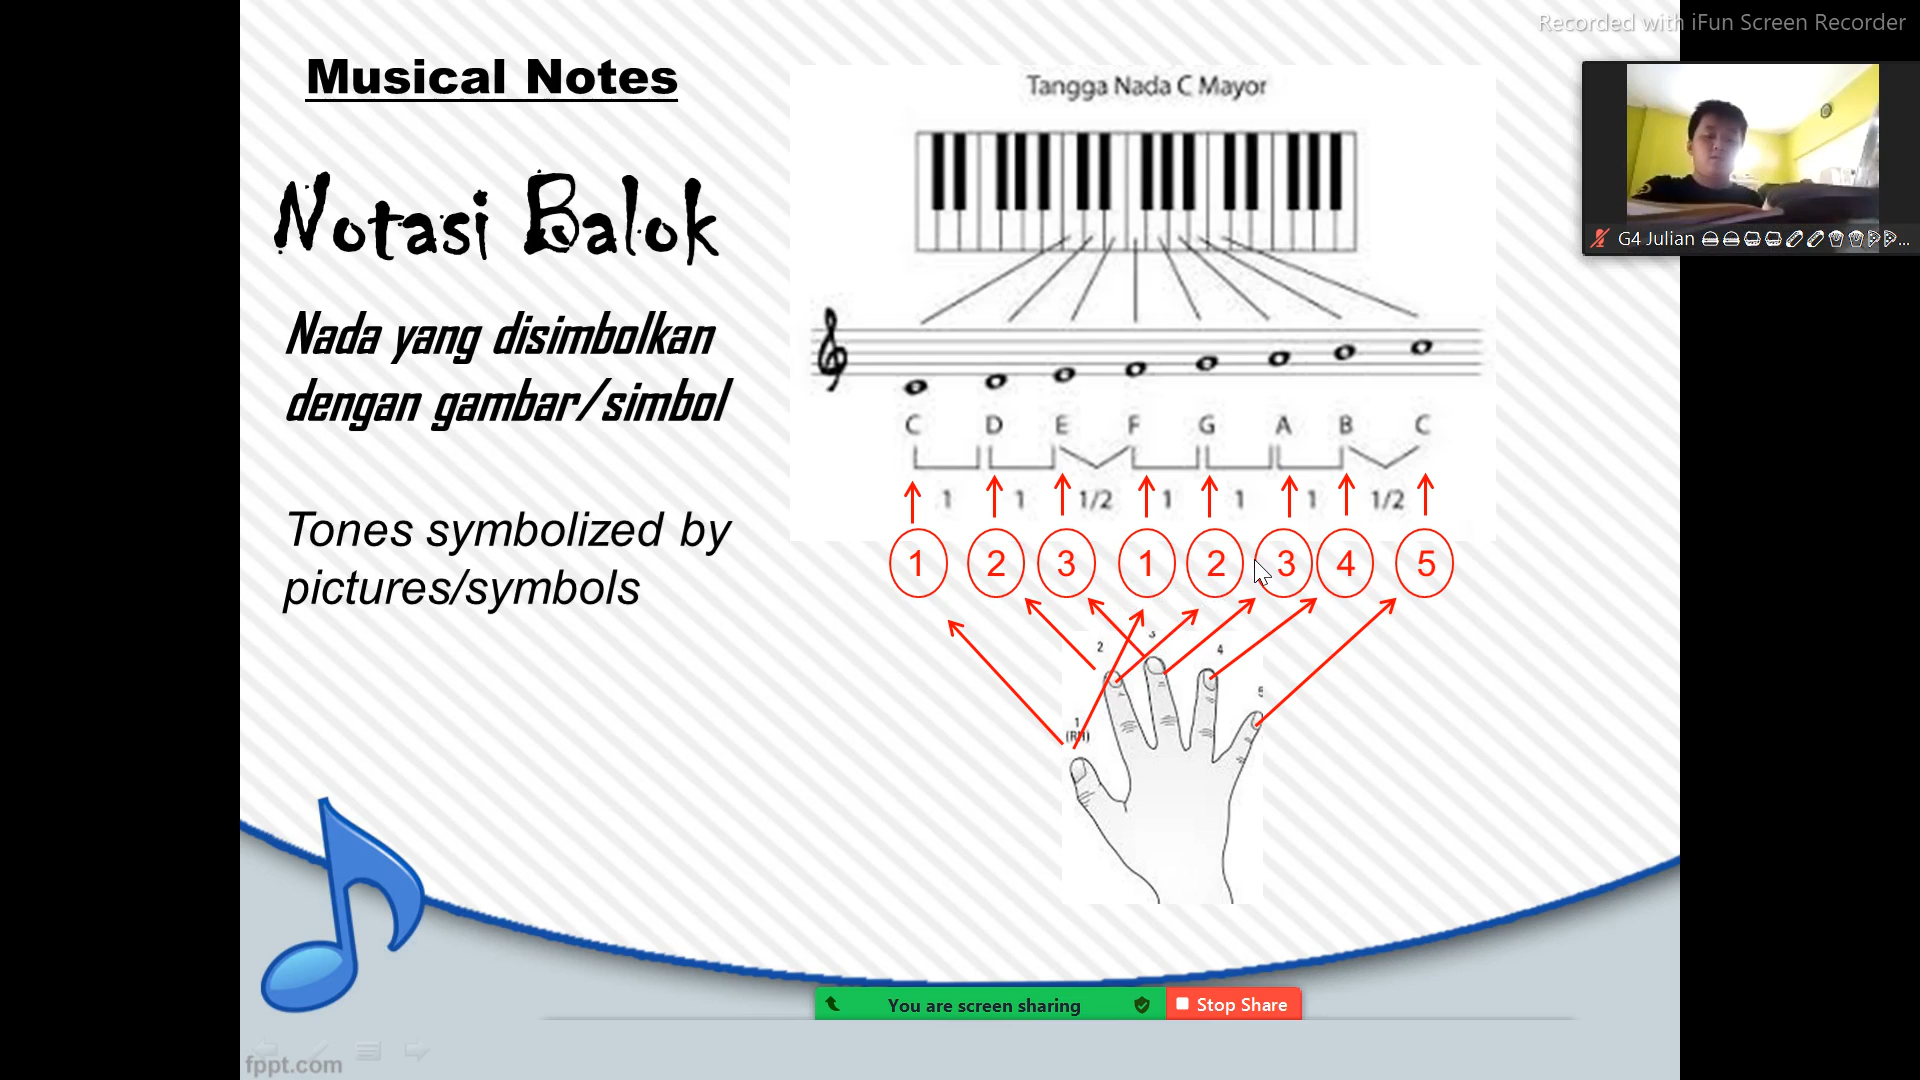 Recorded with iFun Screen Recorder
Musical Notes
Notasi Balok
Nada yang disimbolkan
dengan gambar/simbol
Tones symbolized by
pictures/symbols
Tangga Nada C Mayor
C D E F G A B C
1 1 1/2 1 1 1 1/2
1 2 3 1 2 3 4 5
2 3 4 5
1
(RH)
G4 Julian
You are screen sharing
Stop Share
fppt.com